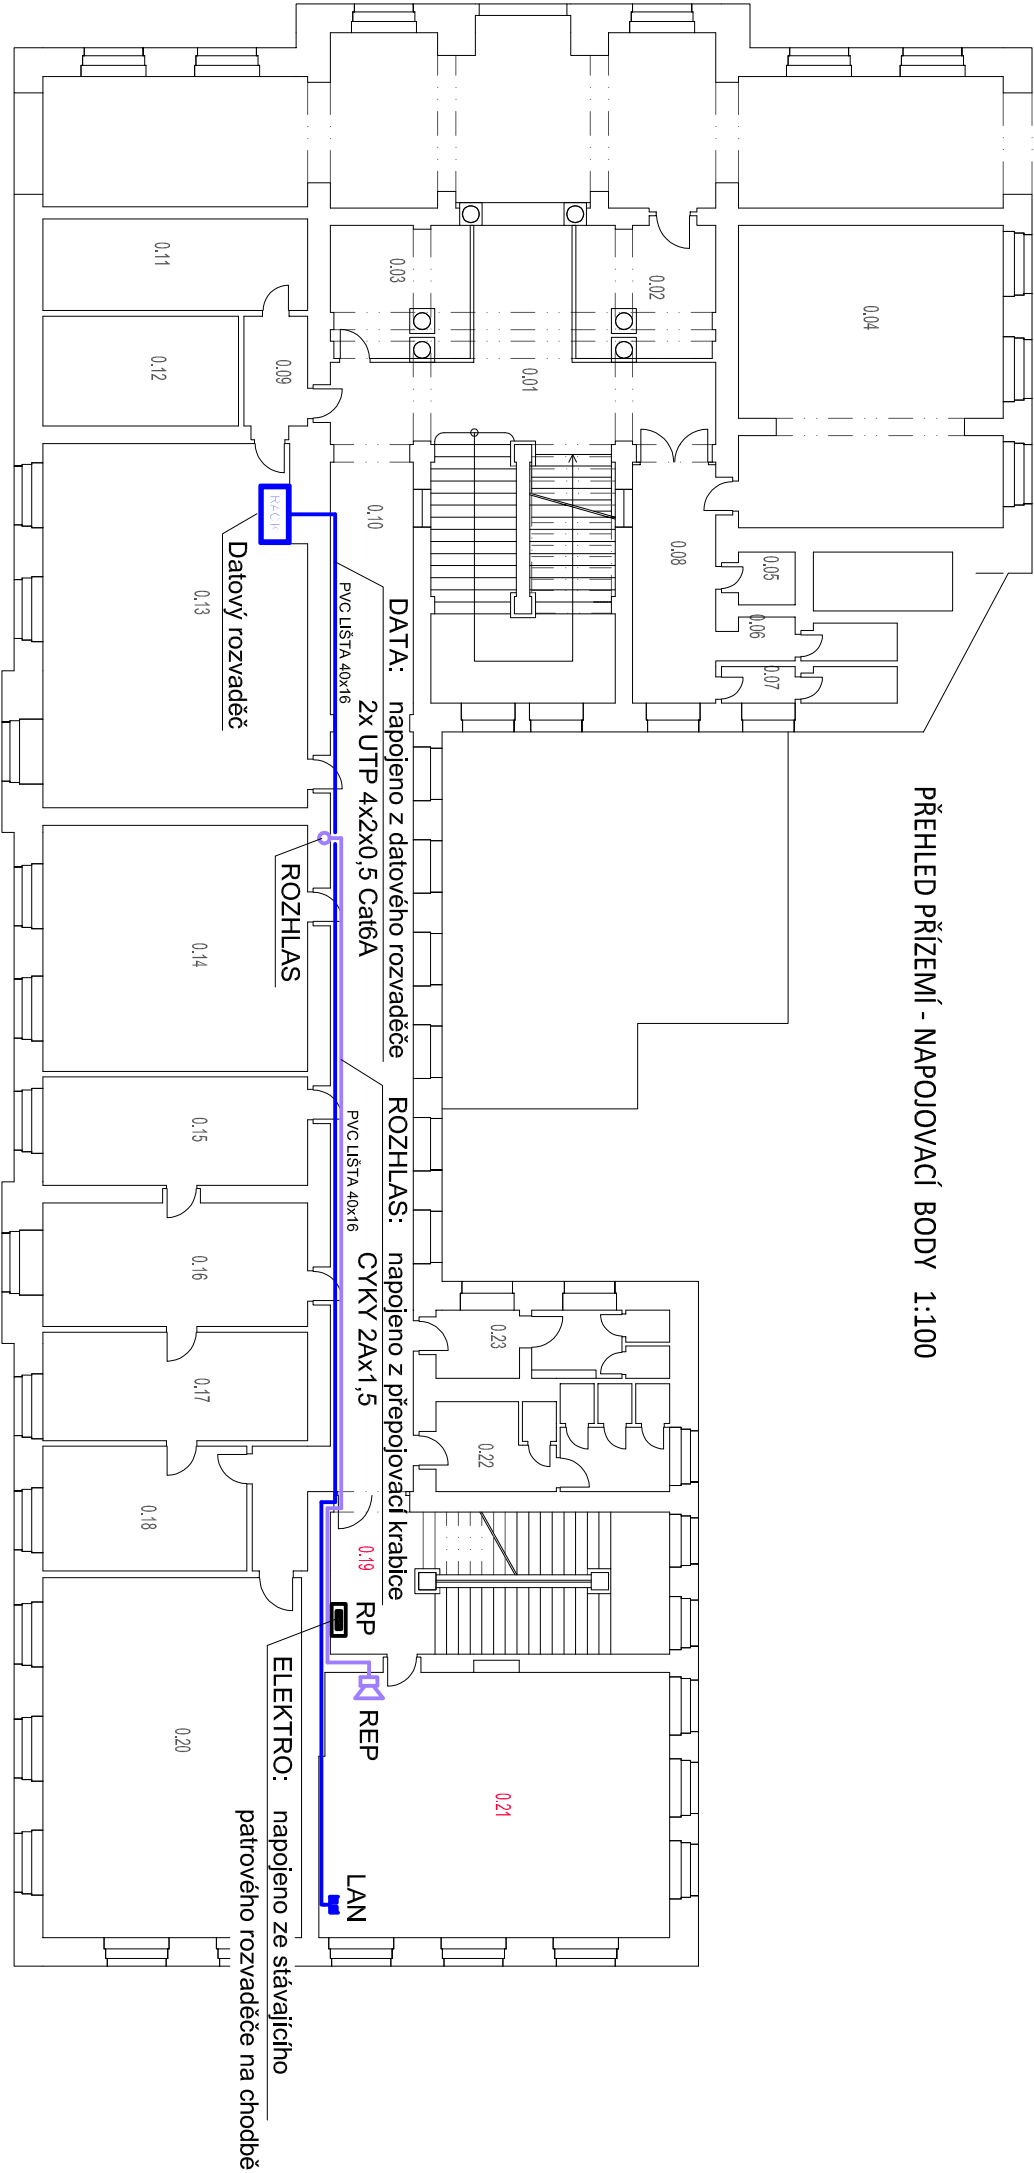 PŘEHLED PŘÍZEMÍ - NAPOJOVACÍ BODY 1:100
0.04
0.05
0.06
0.07
0.08
0.02
0.01
0.03
0.10
0.11
0.09
0.12
0.13
RACK
Datový rozvaděč
DATA: napojeno z datového rozvaděče
2x UTP 4x2x0,5 Cat6A
PVC LIŠTA 40x16
ROZHLAS
ROZHLAS: napojeno z přepojovací krabice
CYKY 2Ax1,5
PVC LIŠTA 40x16
0.14
0.15
0.16
0.17
0.18
0.23
0.22
0.19
RP
REP
0.21
LAN
0.20
ELEKTRO: napojeno ze stávajícího
patrového rozvaděče na chodbě